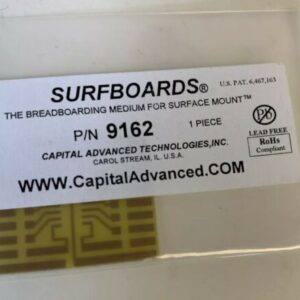 U.S. PAT. 6,467,163
SURFBOARDS®
THE BREADBOARDING MEDIUM FOR SURFACE MOUNT™
P/N 9162 1 PIECE
Pb
CAPITAL ADVANCED TECHNOLOGIES,INC.
CAROL STREAM, IL. U.S.A.
LEAD FREE
RoHs
Compliant
www.CapitalAdvanced.COM